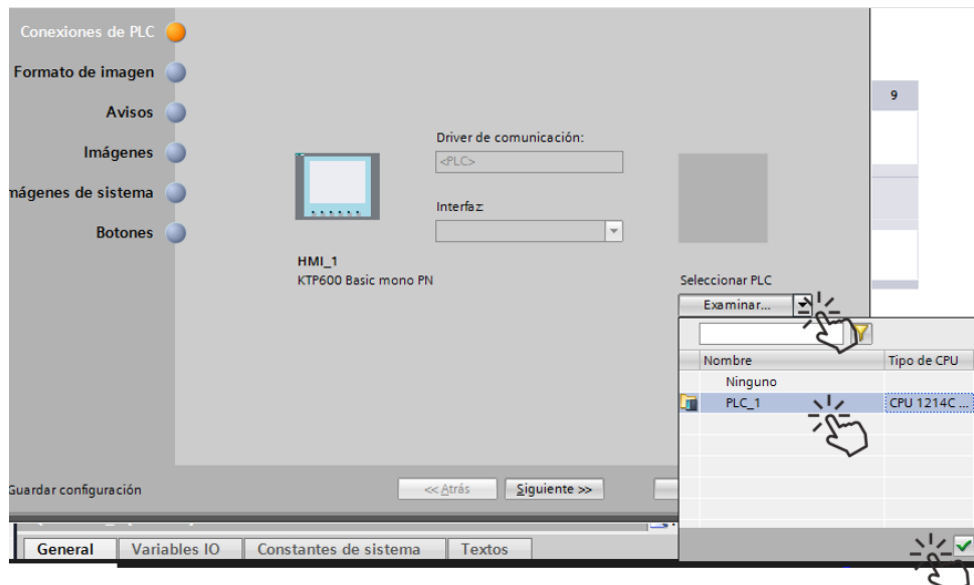 Conexiones de PLC
Formato de imagen
Avisos
Imágenes
mágenes de sistema
Botones
9
Driver de comunicación:
<PLC>
Interfaz
HMI_1
KTP600 Basic mono PN
Seleccionar PLC
Examinar...
Nombre Tipo de CPU
Ninguno
PLC_1 CPU 1214C ...
Guardar configuración
<< Atrás Siguiente >>
General Variables IO Constantes de sistema Textos